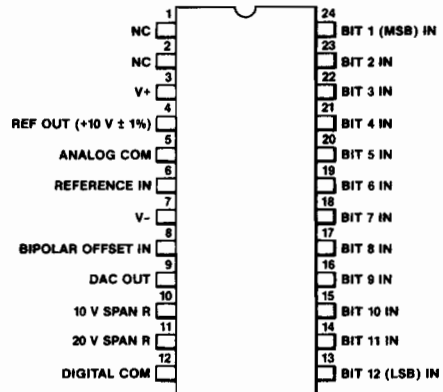 1 24
NC BIT 1 (MSB) IN
2 23
NC BIT 2 IN
3 22
V+ BIT 3 IN
4 21
REF OUT (+10 V ± 1%) BIT 4 IN
5 20
ANALOG COM BIT 5 IN
6 19
REFERENCE IN BIT 6 IN
7 18
V– BIT 7 IN
8 17
BIPOLAR OFFSET IN BIT 8 IN
9 16
DAC OUT BIT 9 IN
10 15
10 V SPAN R BIT 10 IN
11 14
20 V SPAN R BIT 11 IN
12 13
DIGITAL COM BIT 12 (LSB) IN